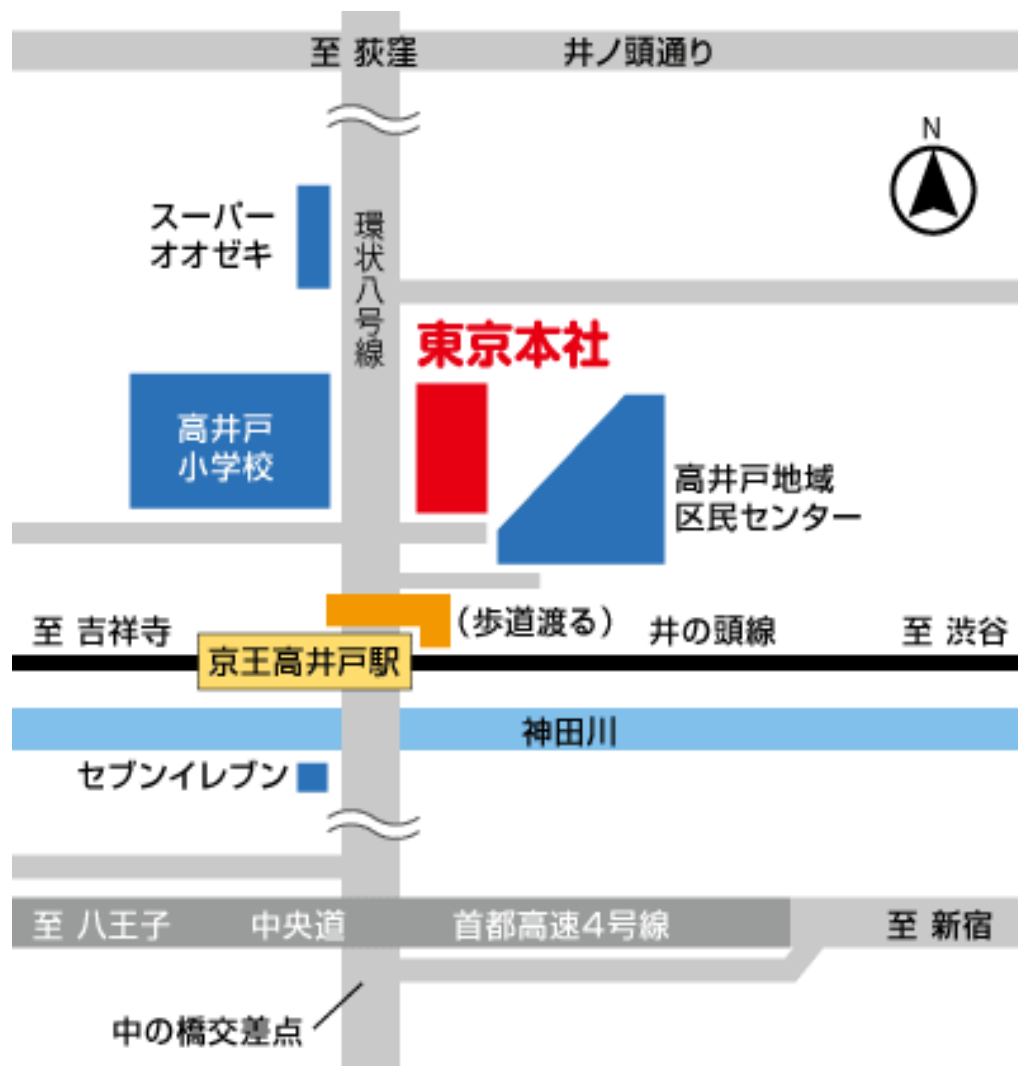 至 荻窪
井ノ頭通り
N
スーパー
オオゼキ
環状八号線
東京本社
高井戸
小学校
高井戸地域
区民センター
(歩道渡る)
至 吉祥寺
井の頭線
至 渋谷
京王高井戸駅
神田川
セブンイレブン
至 八王子
中央道
首都高速4号線
至 新宿
中の橋交差点